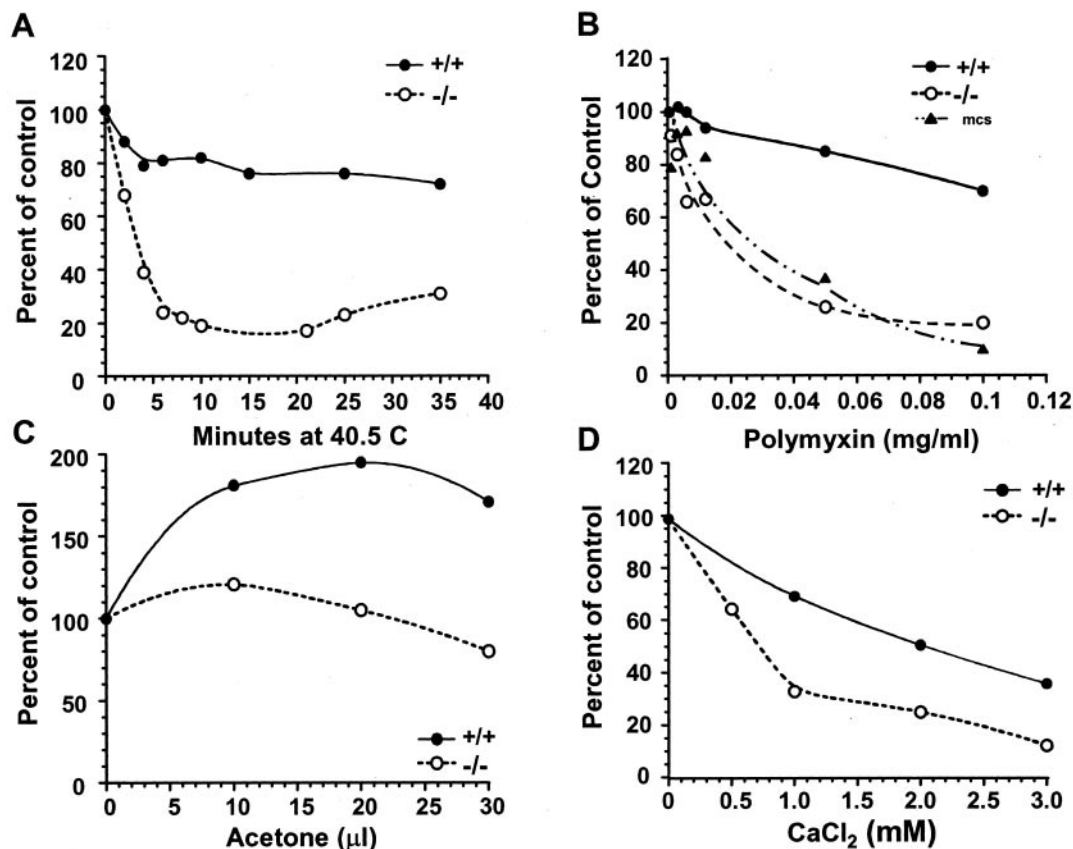 A
120
100
80
60
40
20
0
Percent of control
+/+
-/-
0 5 10 15 20 25 30 35 40
Minutes at 40.5 C
B
120
100
80
60
40
20
0
Percent of Control
+/+
-/-
mcs
0 0.02 0.04 0.06 0.08 0.1 0.12
Polymyxin (mg/ml)
C
200
150
100
50
0
Percent of control
+/+
-/-
0 5 10 15 20 25 30
Acetone (µl)
D
120
100
80
60
40
20
0
Percent of control
+/+
-/-
0 0.5 1.0 1.5 2.0 2.5 3.0
CaCl₂ (mM)